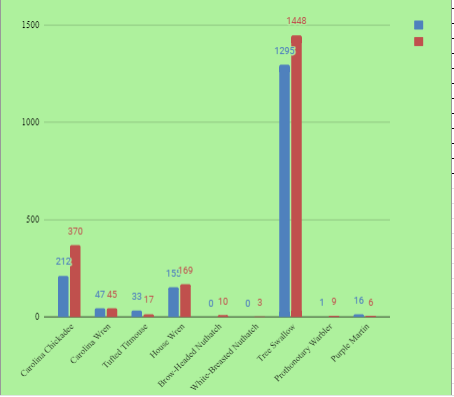 1500
1448
1295
1000
500
370
212
47 45
33 17
155 169
0 10
0 3
1 9
16 6
0
Carolina Chickadee
Carolina Wren
Tufted Titmouse
House Wren
Brow-Headed Nuthatch
White-Breasted Nuthatch
Tree Swallow
Prothonotary Warbler
Purple Martin